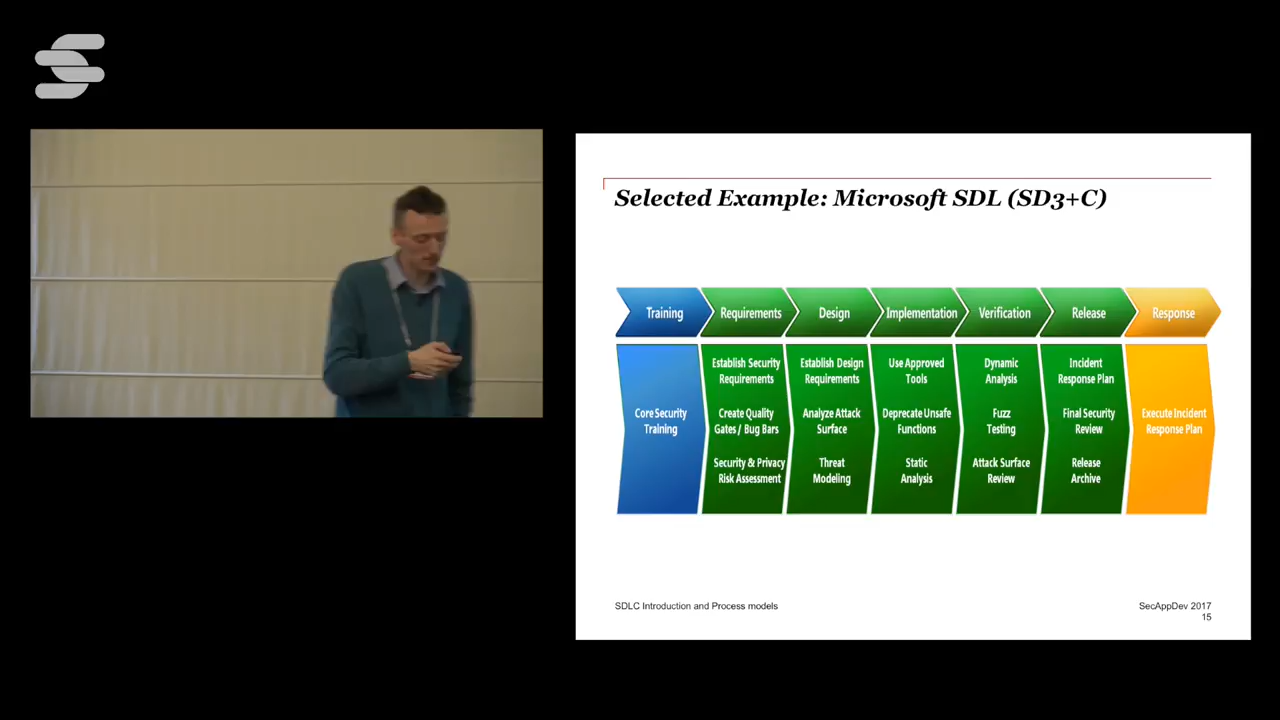 Selected Example: Microsoft SDL (SD3+C)
Training
Requirements
Design
Implementation
Verification
Release
Response
Core Security
Training
Establish Security
Requirements
Create Quality
Gates / Bug Bars
Security & Privacy
Risk Assessment
Establish Design
Requirements
Analyze Attack
Surface
Threat
Modeling
Use Approved
Tools
Deprecate Unsafe
Functions
Static
Analysis
Dynamic
Analysis
Fuzz
Testing
Attack Surface
Review
Incident
Response Plan
Final Security
Review
Release
Archive
Execute Incident
Response Plan
SDLC Introduction and Process models
SecAppDev 2017
15